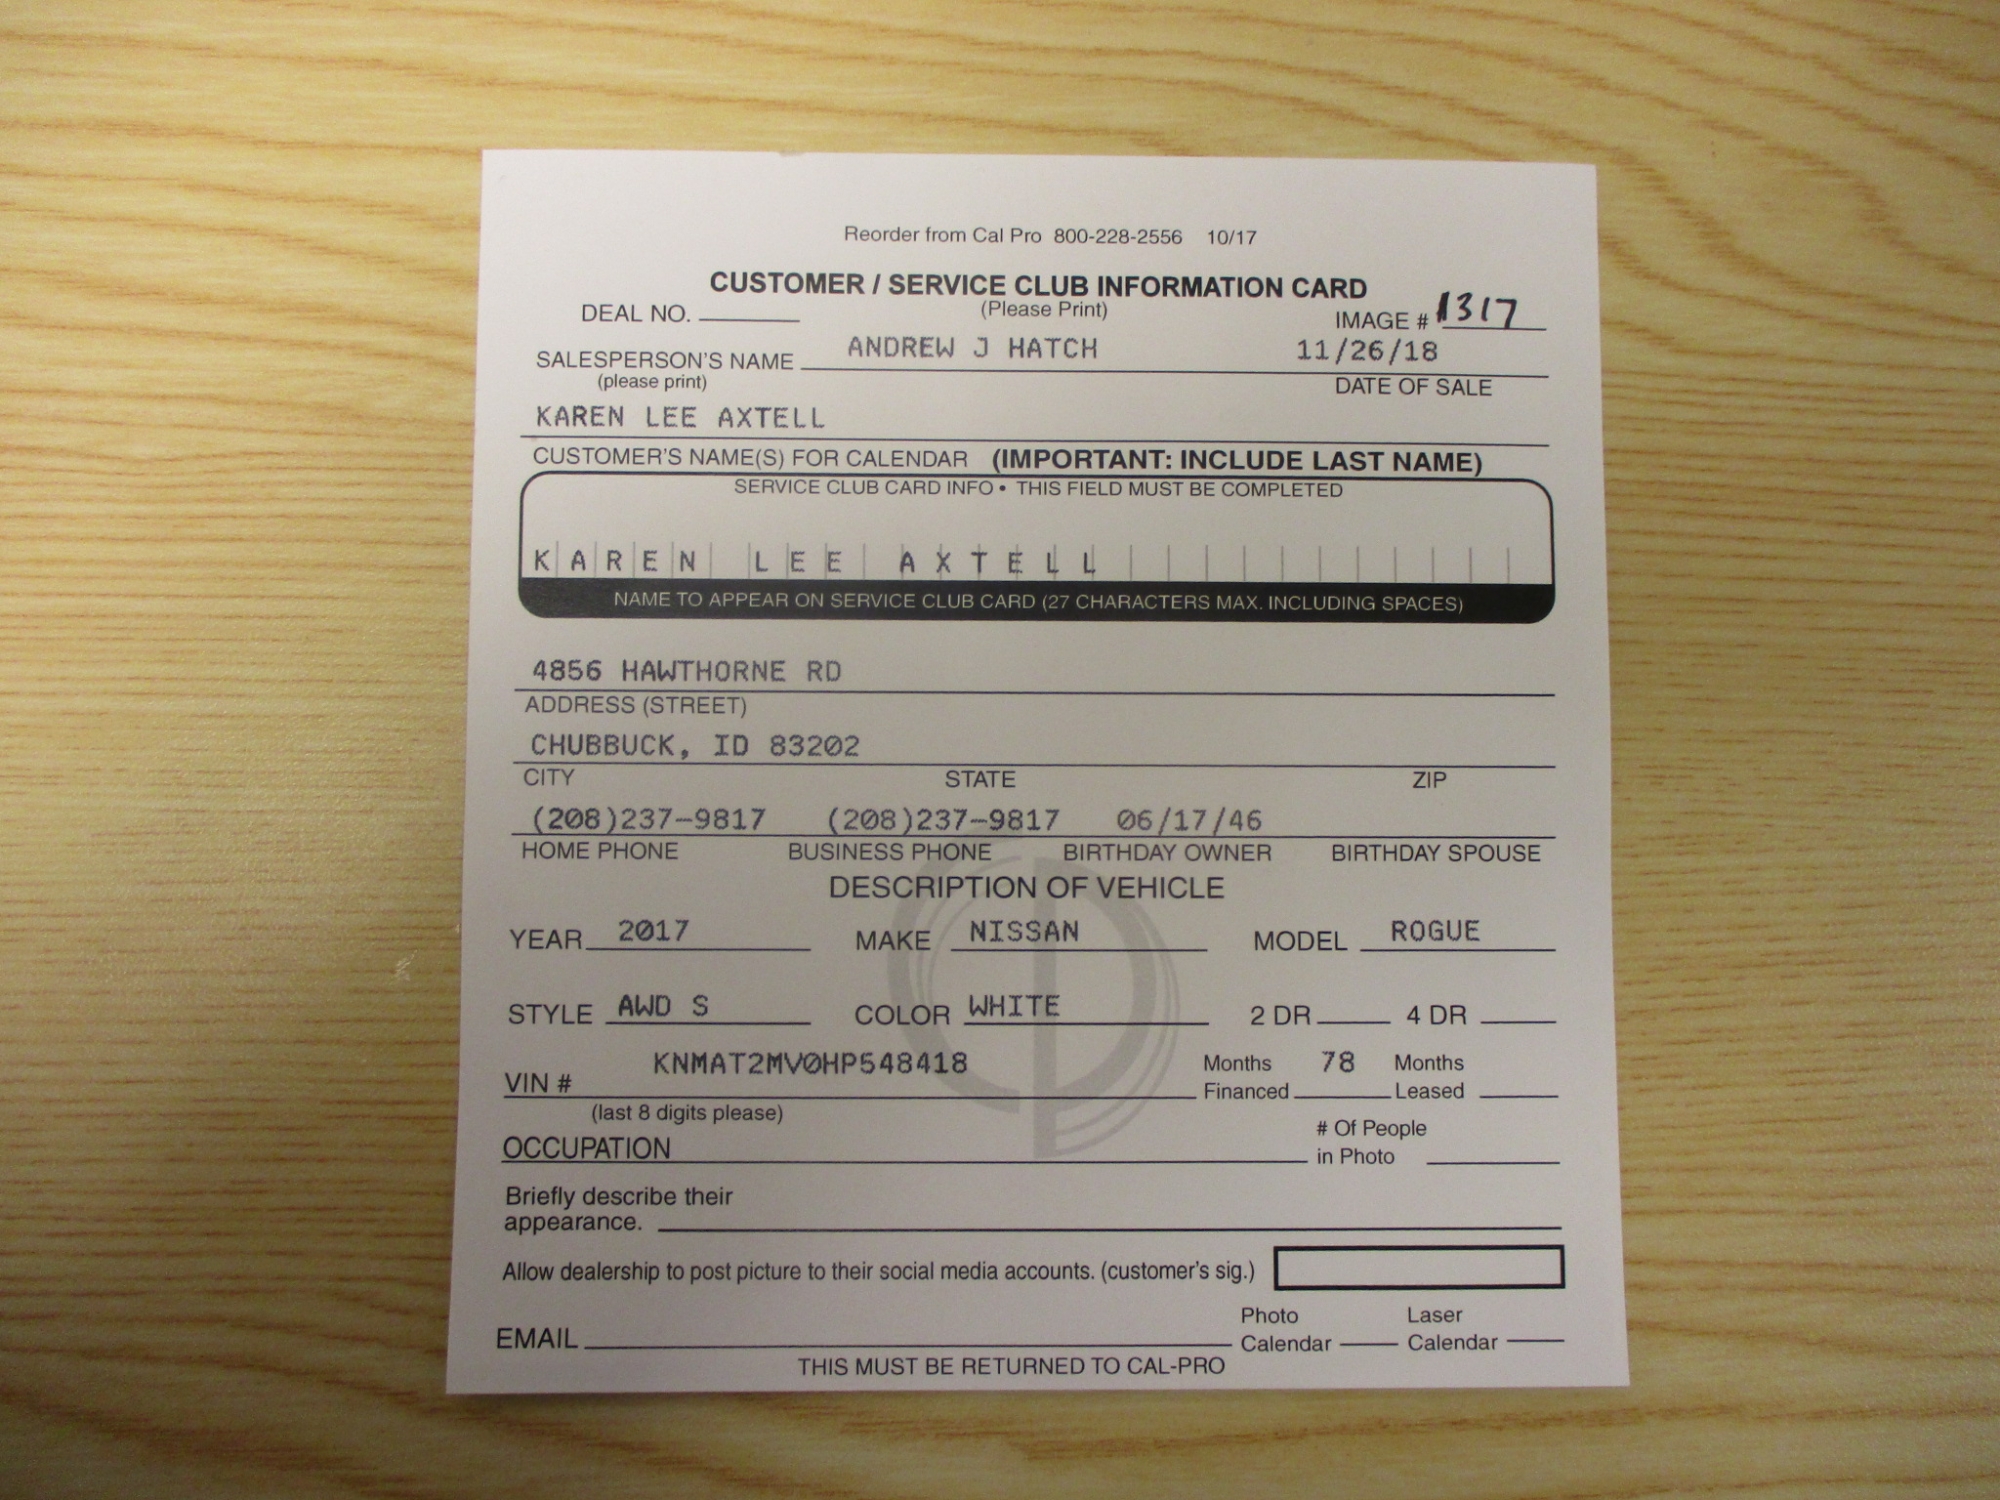 Reorder from Cal Pro 800-228-2556 10/17
CUSTOMER / SERVICE CLUB INFORMATION CARD
DEAL NO. (Please Print) IMAGE # 1317
SALESPERSON'S NAME ANDREW J HATCH 11/26/18
(please print) DATE OF SALE
KAREN LEE AXTELL
CUSTOMER'S NAME(S) FOR CALENDAR (IMPORTANT: INCLUDE LAST NAME)
SERVICE CLUB CARD INFO • THIS FIELD MUST BE COMPLETED
KAREN LEE AXTELL
NAME TO APPEAR ON SERVICE CLUB CARD (27 CHARACTERS MAX. INCLUDING SPACES)
4856 HAWTHORNE RD
ADDRESS (STREET)
CHUBBUCK, ID 83202
CITY STATE ZIP
(208)237-9817 (208)237-9817 06/17/46
HOME PHONE BUSINESS PHONE BIRTHDAY OWNER BIRTHDAY SPOUSE
DESCRIPTION OF VEHICLE
YEAR 2017 MAKE NISSAN MODEL ROGUE
STYLE AWD S COLOR WHITE 2 DR 4 DR
VIN # KNMAT2MV0HP548418 Months Financed 78 Months Leased
(last 8 digits please)
OCCUPATION # Of People in Photo
Briefly describe their
appearance.
Allow dealership to post picture to their social media accounts. (customer's sig.)
EMAIL Photo Calendar Laser Calendar
THIS MUST BE RETURNED TO CAL-PRO